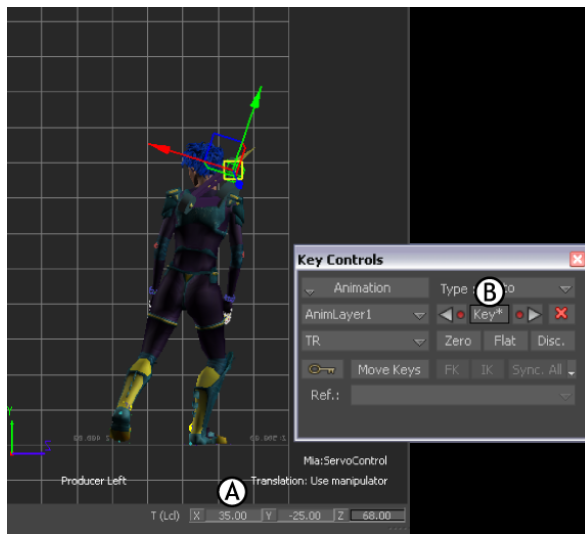 Key Controls
Animation
Type :
B
AnimLayer1
Key*
TR
Zero Flat Disc.
Move Keys
FK IK Sync. All
Ref.:
Y
Mia:ServoControl
Producer Left
Translation: Use manipulator
A
T (Lcl) X 35.00 Y -25.00 Z 68.00